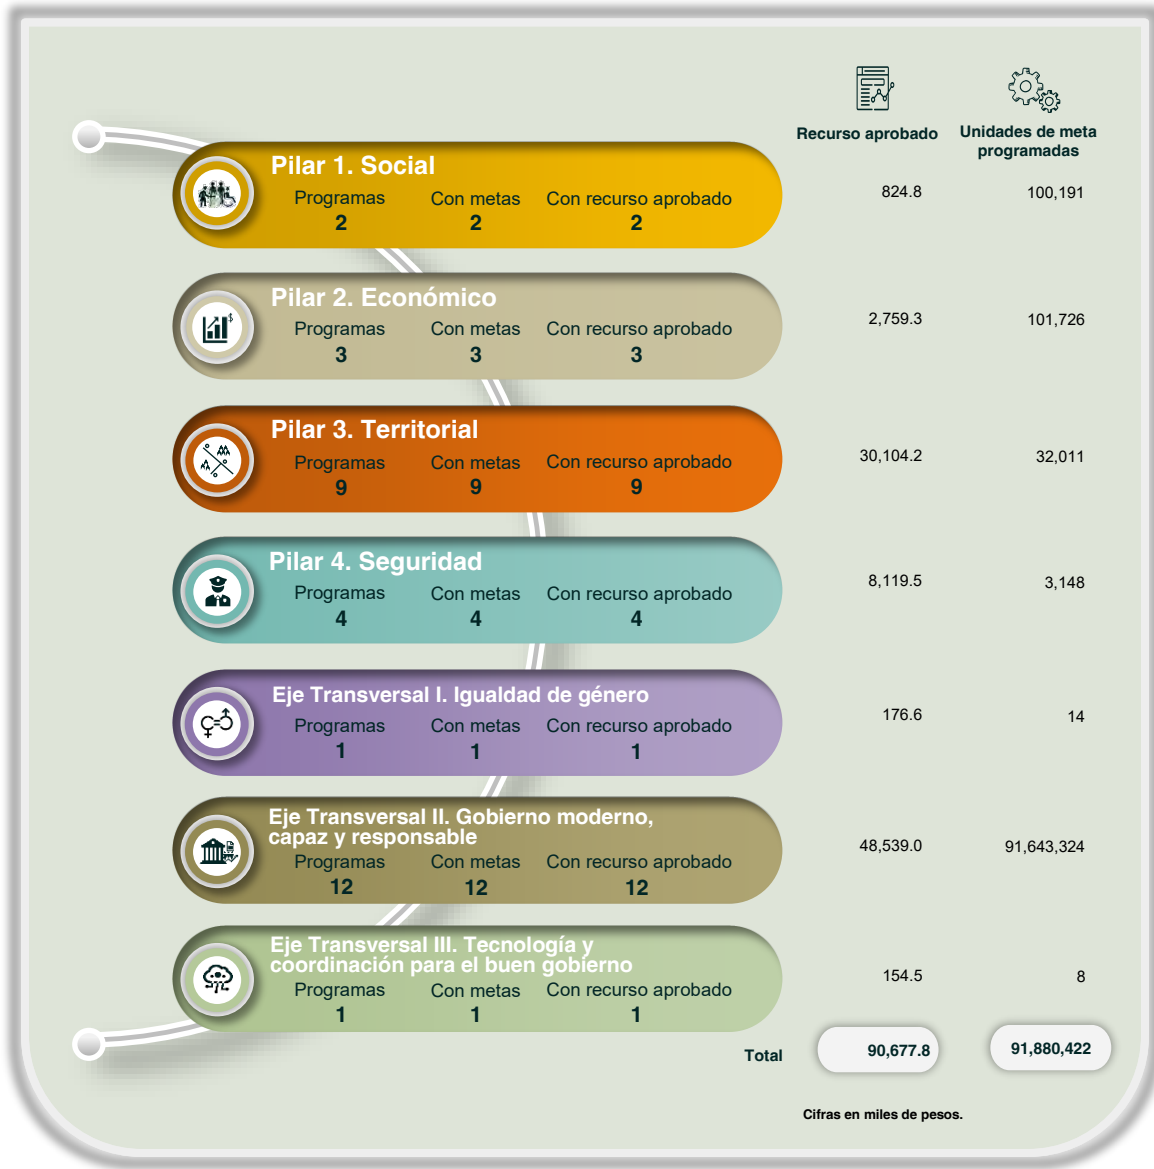 Recurso aprobado
Unidades de meta
programadas
Pilar 1. Social
Programas Con metas Con recurso aprobado
2 2 2
824.8 100,191
Pilar 2. Económico
Programas Con metas Con recurso aprobado
3 3 3
2,759.3 101,726
Pilar 3. Territorial
Programas Con metas Con recurso aprobado
9 9 9
30,104.2 32,011
Pilar 4. Seguridad
Programas Con metas Con recurso aprobado
4 4 4
8,119.5 3,148
Eje Transversal I. Igualdad de género
Programas Con metas Con recurso aprobado
1 1 1
176.6 14
Eje Transversal II. Gobierno moderno,
capaz y responsable
Programas Con metas Con recurso aprobado
12 12 12
48,539.0 91,643,324
Eje Transversal III. Tecnología y
coordinación para el buen gobierno
Programas Con metas Con recurso aprobado
1 1 1
154.5 8
Total 90,677.8 91,880,422
Cifras en miles de pesos.